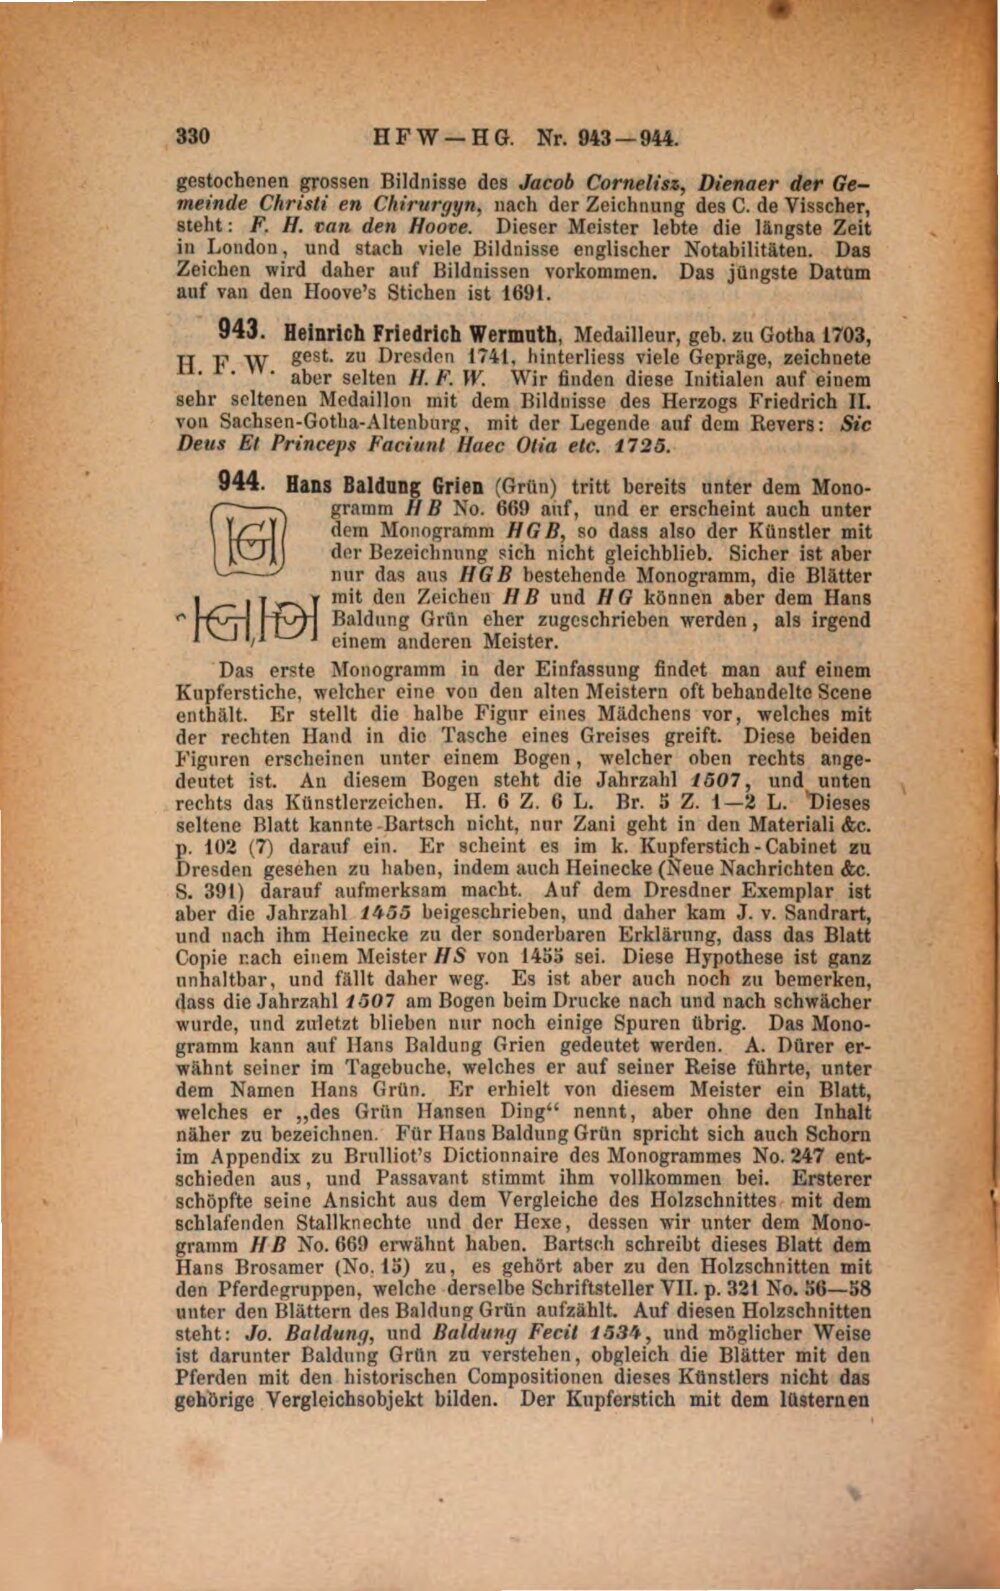 330 HFW—HG. Nr. 943—944.
gestochenen grossen Bildnisse des Jacob Cornelisz, Dienaer der Ge-
meinde Christi en Chirurgyn, nach der Zeichnung des C. de Visscher,
steht: F. H. van den Hoove. Dieser Meister lebte die längste Zeit
in London, und stach viele Bildnisse englischer Notabilitäten. Das
Zeichen wird daher auf Bildnissen vorkommen. Das jüngste Datum
auf van den Hoove's Stichen ist 1691.
943. Heinrich Friedrich Wermuth, Medailleur, geb. zu Gotha 1703,
H. F. W. gest. zu Dresden 1741, hinterliess viele Gepräge, zeichnete
aber selten H. F. W. Wir finden diese Initialen auf einem
sehr seltenen Medaillon mit dem Bildnisse des Herzogs Friedrich II.
von Sachsen-Gotha-Altenburg, mit der Legende auf dem Revers: Sic
Deus Et Princeps Faciunt Haec Otia etc. 1725.
944. Hans Baldung Grien (Grün) tritt bereits unter dem Mono-
gramm HB No. 669 auf, und er erscheint auch unter
dem Monogramm HGB, so dass also der Künstler mit
der Bezeichnung sich nicht gleichblieb. Sicher ist aber
nur das aus HGB bestehende Monogramm, die Blätter
mit den Zeichen HB und HG können aber dem Hans
Baldung Grün eher zugeschrieben werden, als irgend
einem anderen Meister.
Das erste Monogramm in der Einfassung findet man auf einem
Kupferstiche, welcher eine von den alten Meistern oft behandelte Scene
enthält. Er stellt die halbe Figur eines Mädchens vor, welches mit
der rechten Hand in die Tasche eines Greises greift. Diese beiden
Figuren erscheinen unter einem Bogen, welcher oben rechts ange-
deutet ist. An diesem Bogen steht die Jahrzahl 1507, und unten
rechts das Künstlerzeichen. H. 6 Z. 6 L. Br. 5 Z. 1—2 L. Dieses
seltene Blatt kannte Bartsch nicht, nur Zani geht in den Materiali &c.
p. 102 (7) darauf ein. Er scheint es im k. Kupferstich-Cabinet zu
Dresden gesehen zu haben, indem auch Heinecke (Neue Nachrichten &c.
S. 391) darauf aufmerksam macht. Auf dem Dresdner Exemplar ist
aber die Jahrzahl 1455 beigeschrieben, und daher kam J. v. Sandrart,
und nach ihm Heinecke zu der sonderbaren Erklärung, dass das Blatt
Copie nach einem Meister HS von 1455 sei. Diese Hypothese ist ganz
unhaltbar, und fällt daher weg. Es ist aber auch noch zu bemerken,
dass die Jahrzahl 1507 am Bogen beim Drucke nach und nach schwächer
wurde, und zuletzt blieben nur noch einige Spuren übrig. Das Mono-
gramm kann auf Hans Baldung Grien gedeutet werden. A. Dürer er-
wähnt seiner im Tagebuche, welches er auf seiner Reise führte, unter
dem Namen Hans Grün. Er erhielt von diesem Meister ein Blatt,
welches er „des Grün Hansen Ding“ nennt, aber ohne den Inhalt
näher zu bezeichnen. Für Hans Baldung Grün spricht sich auch Schorn
im Appendix zu Brulliot's Dictionnaire des Monogrammes No. 247 ent-
schieden aus, und Passavant stimmt ihm vollkommen bei. Ersterer
schöpfte seine Ansicht aus dem Vergleiche des Holzschnittes mit dem
schlafenden Stallknechte und der Hexe, dessen wir unter dem Mono-
gramm HB No. 669 erwähnt haben. Bartsch schreibt dieses Blatt dem
Hans Brosamer (No. 15) zu, es gehört aber zu den Holzschnitten mit
den Pferdegruppen, welche derselbe Schriftsteller VII. p. 321 No. 56—58
unter den Blättern des Baldung Grün aufzählt. Auf diesen Holzschnitten
steht: Jo. Baldung, und Baldung Fecit 1534, und möglicher Weise
ist darunter Baldung Grün zu verstehen, obgleich die Blätter mit den
Pferden mit den historischen Compositionen dieses Künstlers nicht das
gehörige Vergleichsobjekt bilden. Der Kupferstich mit dem lüsternen